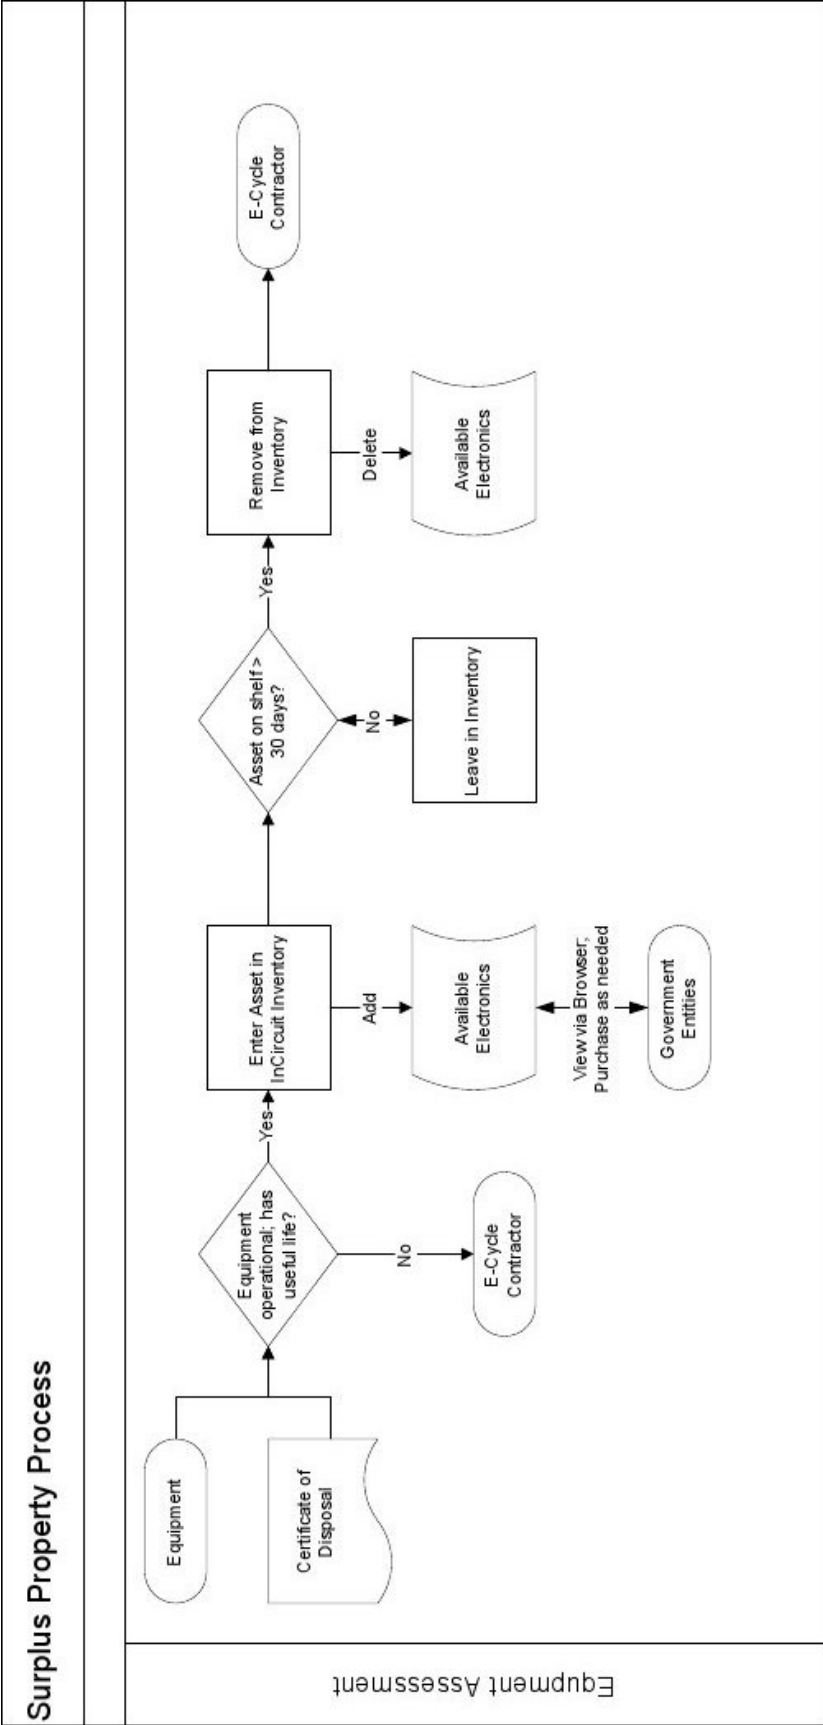 Surplus Property Process
Equpment Assessment
Equipment
Certificate of
Disposal
Equipment
operational; has
useful life?
No
E-Cycle
Contractor
Yes
Enter Asset in
InCircuit Inventory
Add
Available
Electronics
View via Browser;
Purchase as needed
Government
Entities
Asset on shelf >
30 days?
No
Leave in Inventory
Yes
Remove from
Inventory
Delete
Available
Electronics
E-Cycle
Contractor